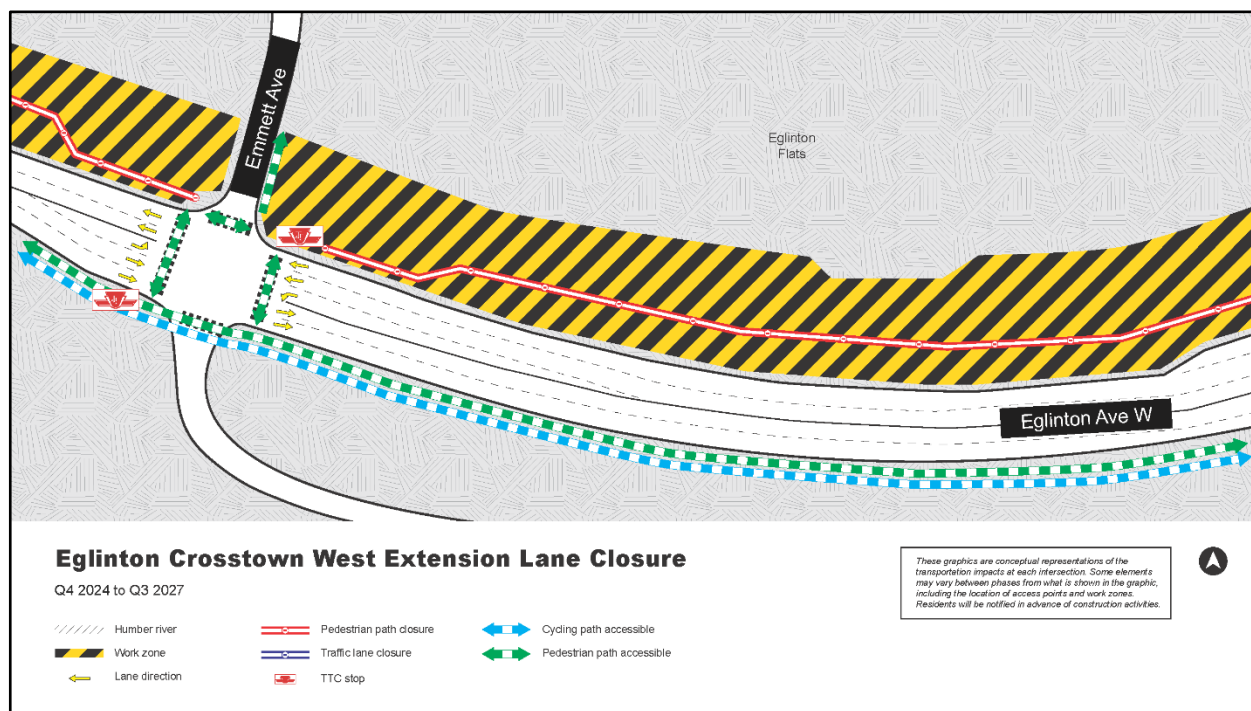 Emmett Ave
Eglinton
Flats
Eglinton Ave W
Eglinton Crosstown West Extension Lane Closure
Q4 2024 to Q3 2027
Humber river
Work zone
Lane direction
Pedestrian path closure
Traffic lane closure
TTC stop
Cycling path accessible
Pedestrian path accessible
These graphics are conceptual representations of the
transportation impacts at each intersection. Some elements
may vary between phases from what is shown in the graphic,
including the location of access points and work zones.
Residents will be notified in advance of construction activities.